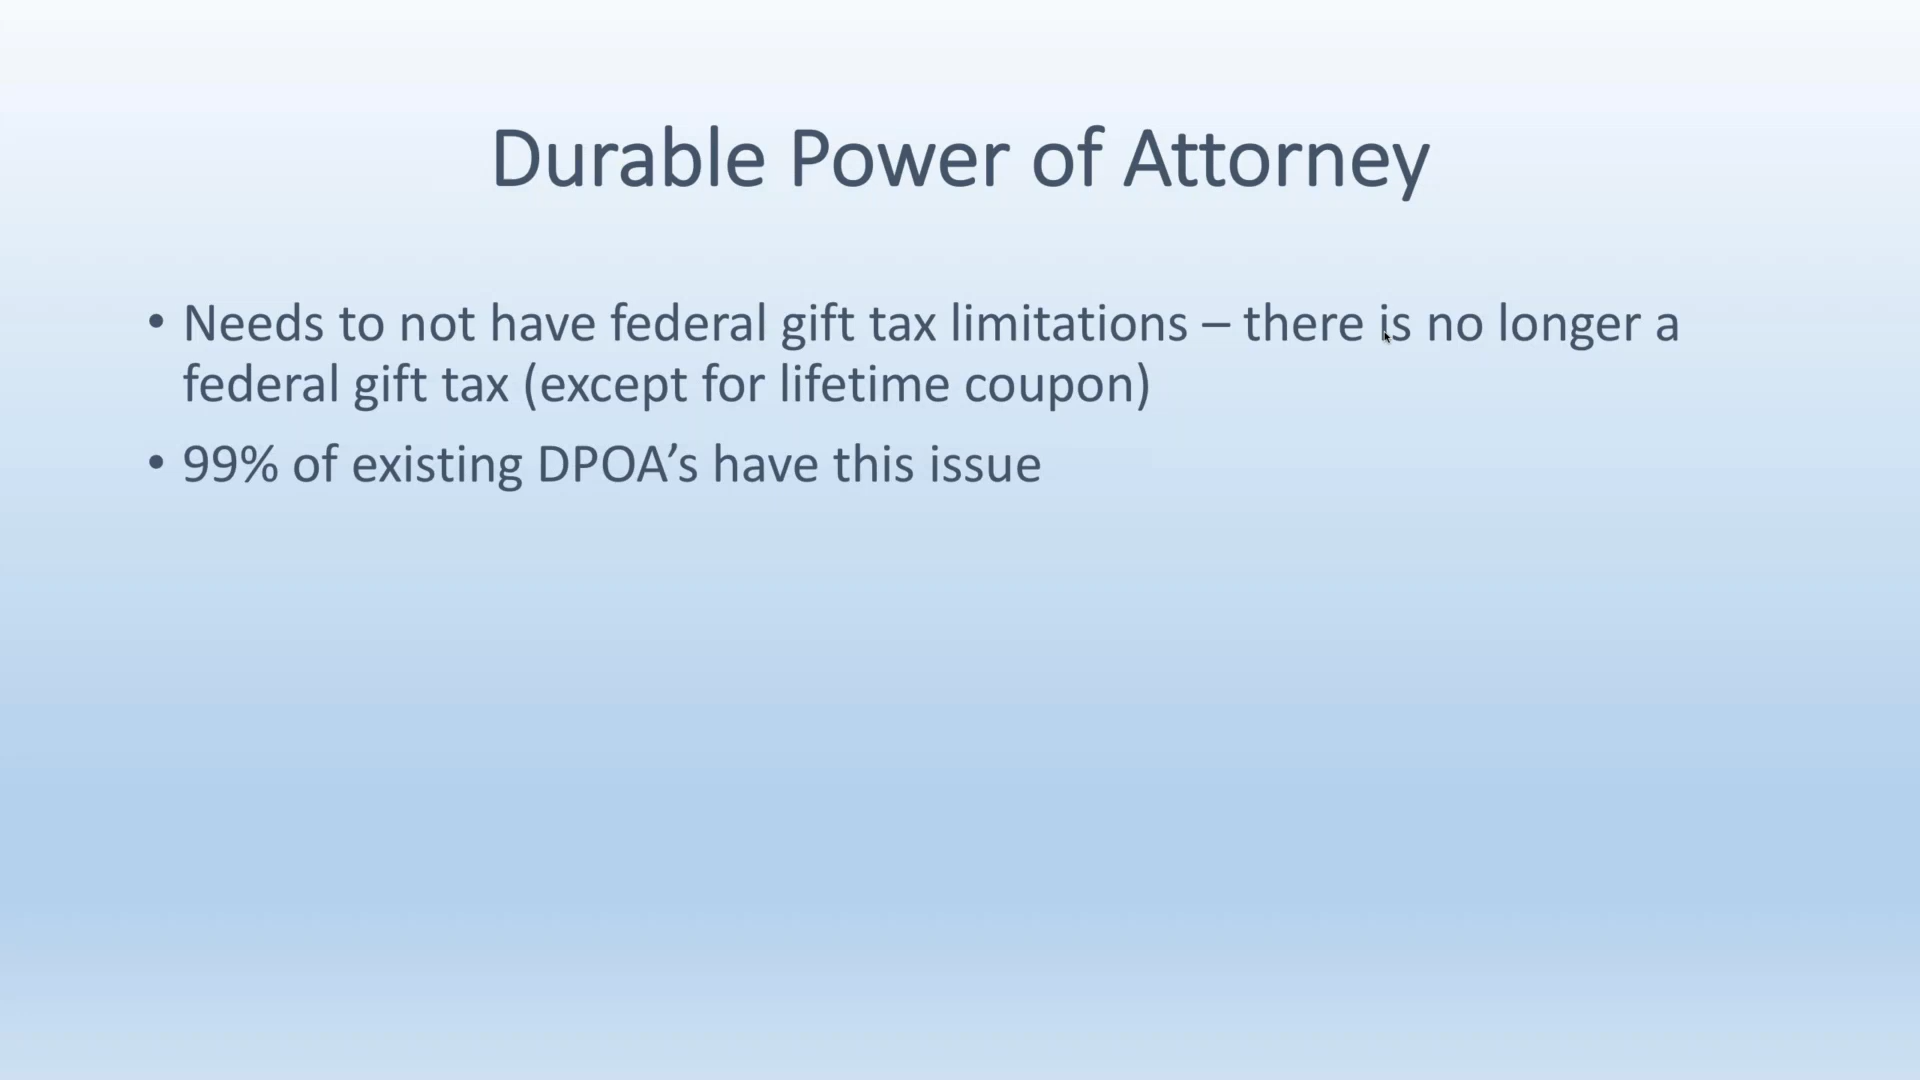 Durable Power of Attorney
• Needs to not have federal gift tax limitations – there is no longer a
federal gift tax (except for lifetime coupon)
• 99% of existing DPOA’s have this issue